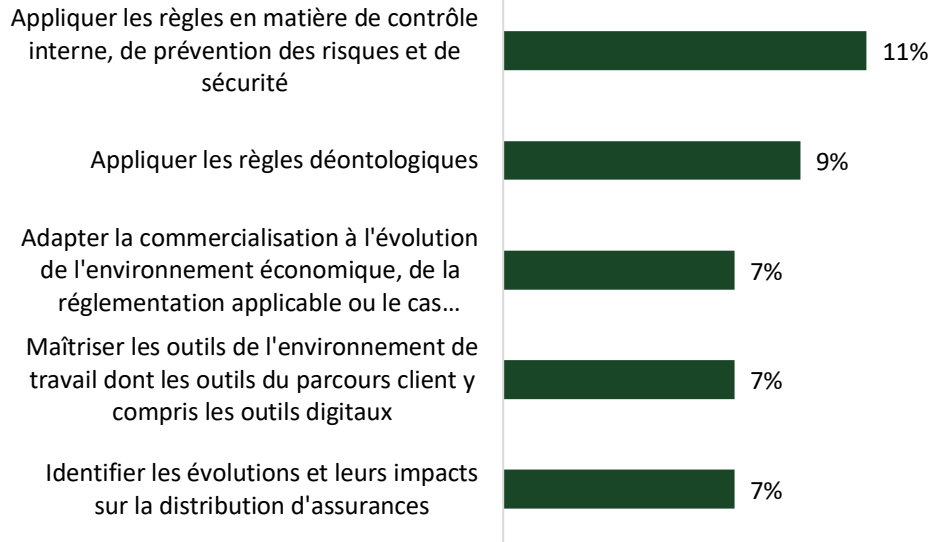 Appliquer les règles en matière de contrôle
interne, de prévention des risques et de
sécurité
11%
Appliquer les règles déontologiques
9%
Adapter la commercialisation à l'évolution
de l'environnement économique, de la
réglementation applicable ou le cas…
7%
Maîtriser les outils de l'environnement de
travail dont les outils du parcours client y
compris les outils digitaux
7%
Identifier les évolutions et leurs impacts
sur la distribution d'assurances
7%